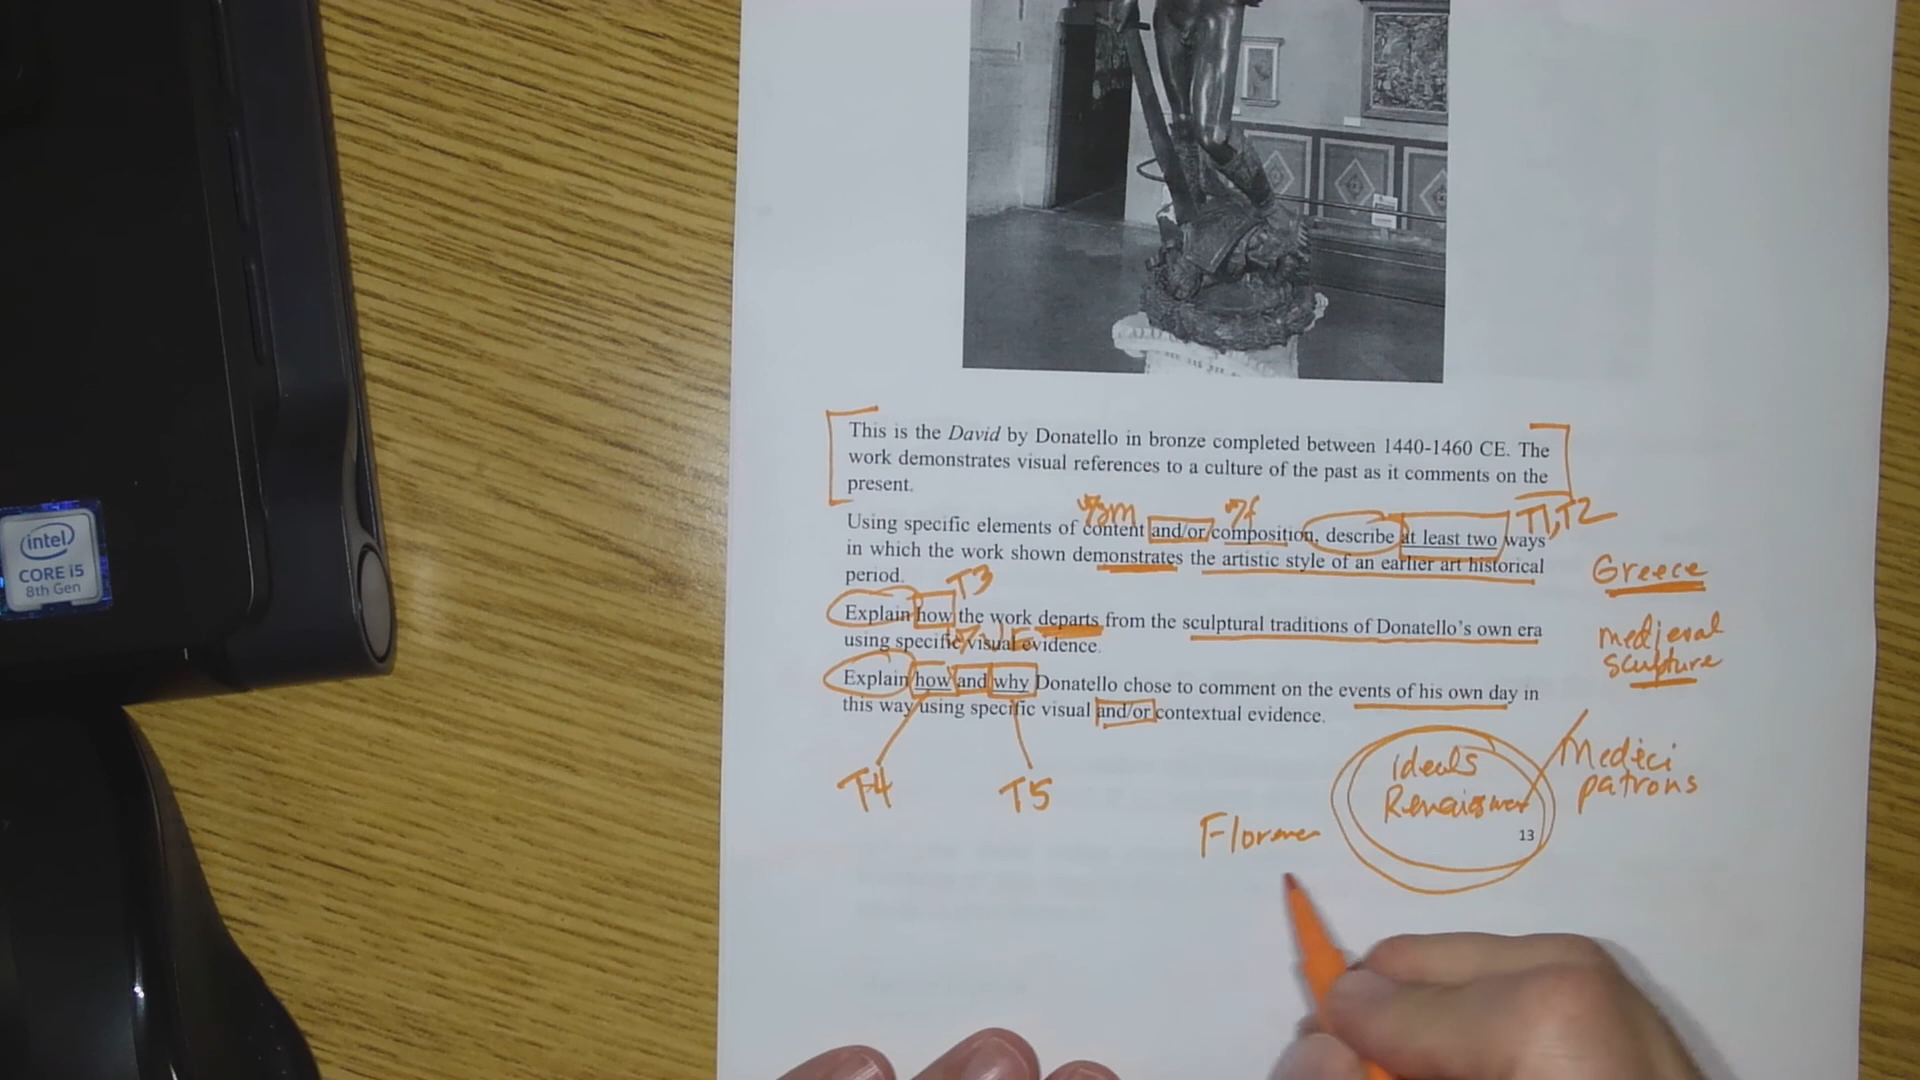 intel
CORE i5
8th Gen
This is the David by Donatello in bronze completed between 1440-1460 CE. The
work demonstrates visual references to a culture of the past as it comments on the
present.
T1, T2
Using specific elements of content and/or composition, describe at least two ways
in which the work shown demonstrates the artistic style of an earlier art historical
period.
Greece
T3
Explain how the work departs from the sculptural traditions of Donatello's own era
using specific visual evidence.
medieval
sculpture
Explain how and why Donatello chose to comment on the events of his own day in
this way using specific visual and/or contextual evidence.
T4
T5
ideals
Medici
patrons
13